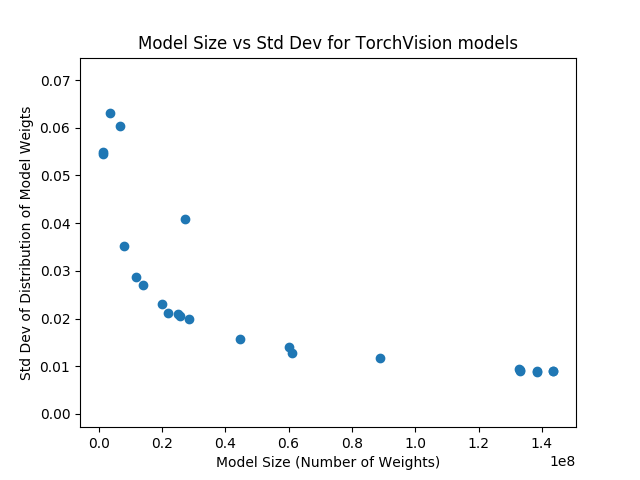 Model Size vs Std Dev for TorchVision models
Std Dev of Distribution of Model Weigts
0.07
0.06
0.05
0.04
0.03
0.02
0.01
0.00
0.0 0.2 0.4 0.6 0.8 1.0 1.2 1.4
1e8
Model Size (Number of Weights)